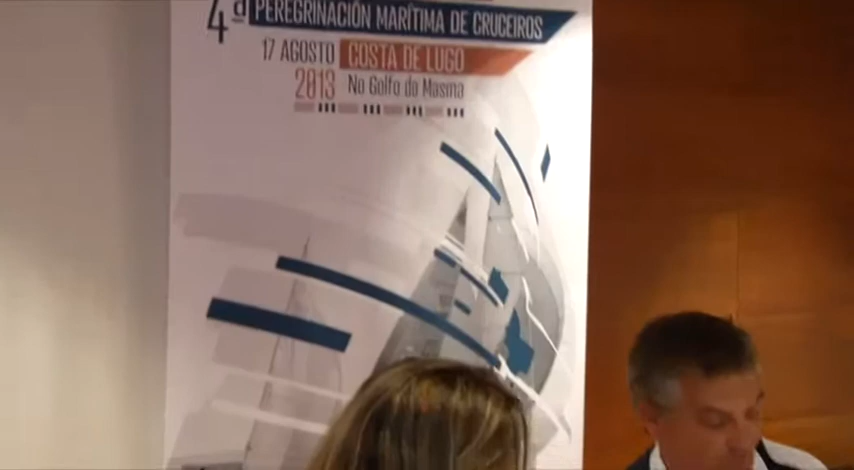 4ª PEREGRINACIÓN MARÍTIMA DE CRUCEIROS
17 AGOSTO COSTA DE LUGO
2013 No Golfo do Masma